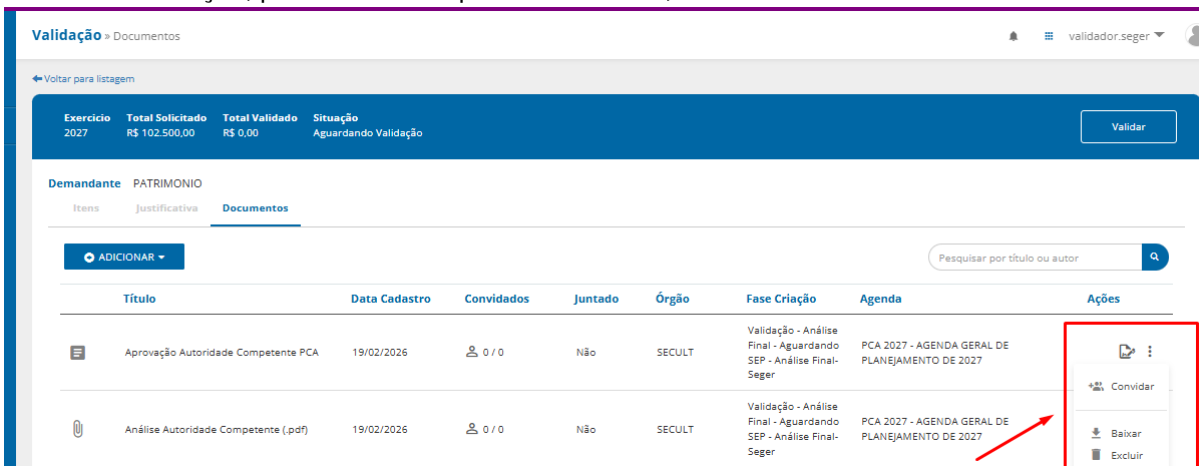 Validação » Documentos
validador.seger
Voltar para listagem
Exercicio Total Solicitado Total Validado Situação
2027 R$ 102.500,00 R$ 0,00 Aguardando Validação
Validar
Demandante PATRIMONIO
Itens Justificativa Documentos
ADICIONAR
Pesquisar por título ou autor
Título Data Cadastro Convidados Juntado Órgão Fase Criação Agenda Ações
Aprovação Autoridade Competente PCA 19/02/2026 0 / 0 Não SECULT
Validação - Análise
Final - Aguardando
SEP - Análise Final-
Seger
PCA 2027 - AGENDA GERAL DE
PLANEJAMENTO DE 2027
Convidar
Análise Autoridade Competente (.pdf) 19/02/2026 0 / 0 Não SECULT
Validação - Análise
Final - Aguardando
SEP - Análise Final-
Seger
PCA 2027 - AGENDA GERAL DE
PLANEJAMENTO DE 2027
Baixar
Excluir